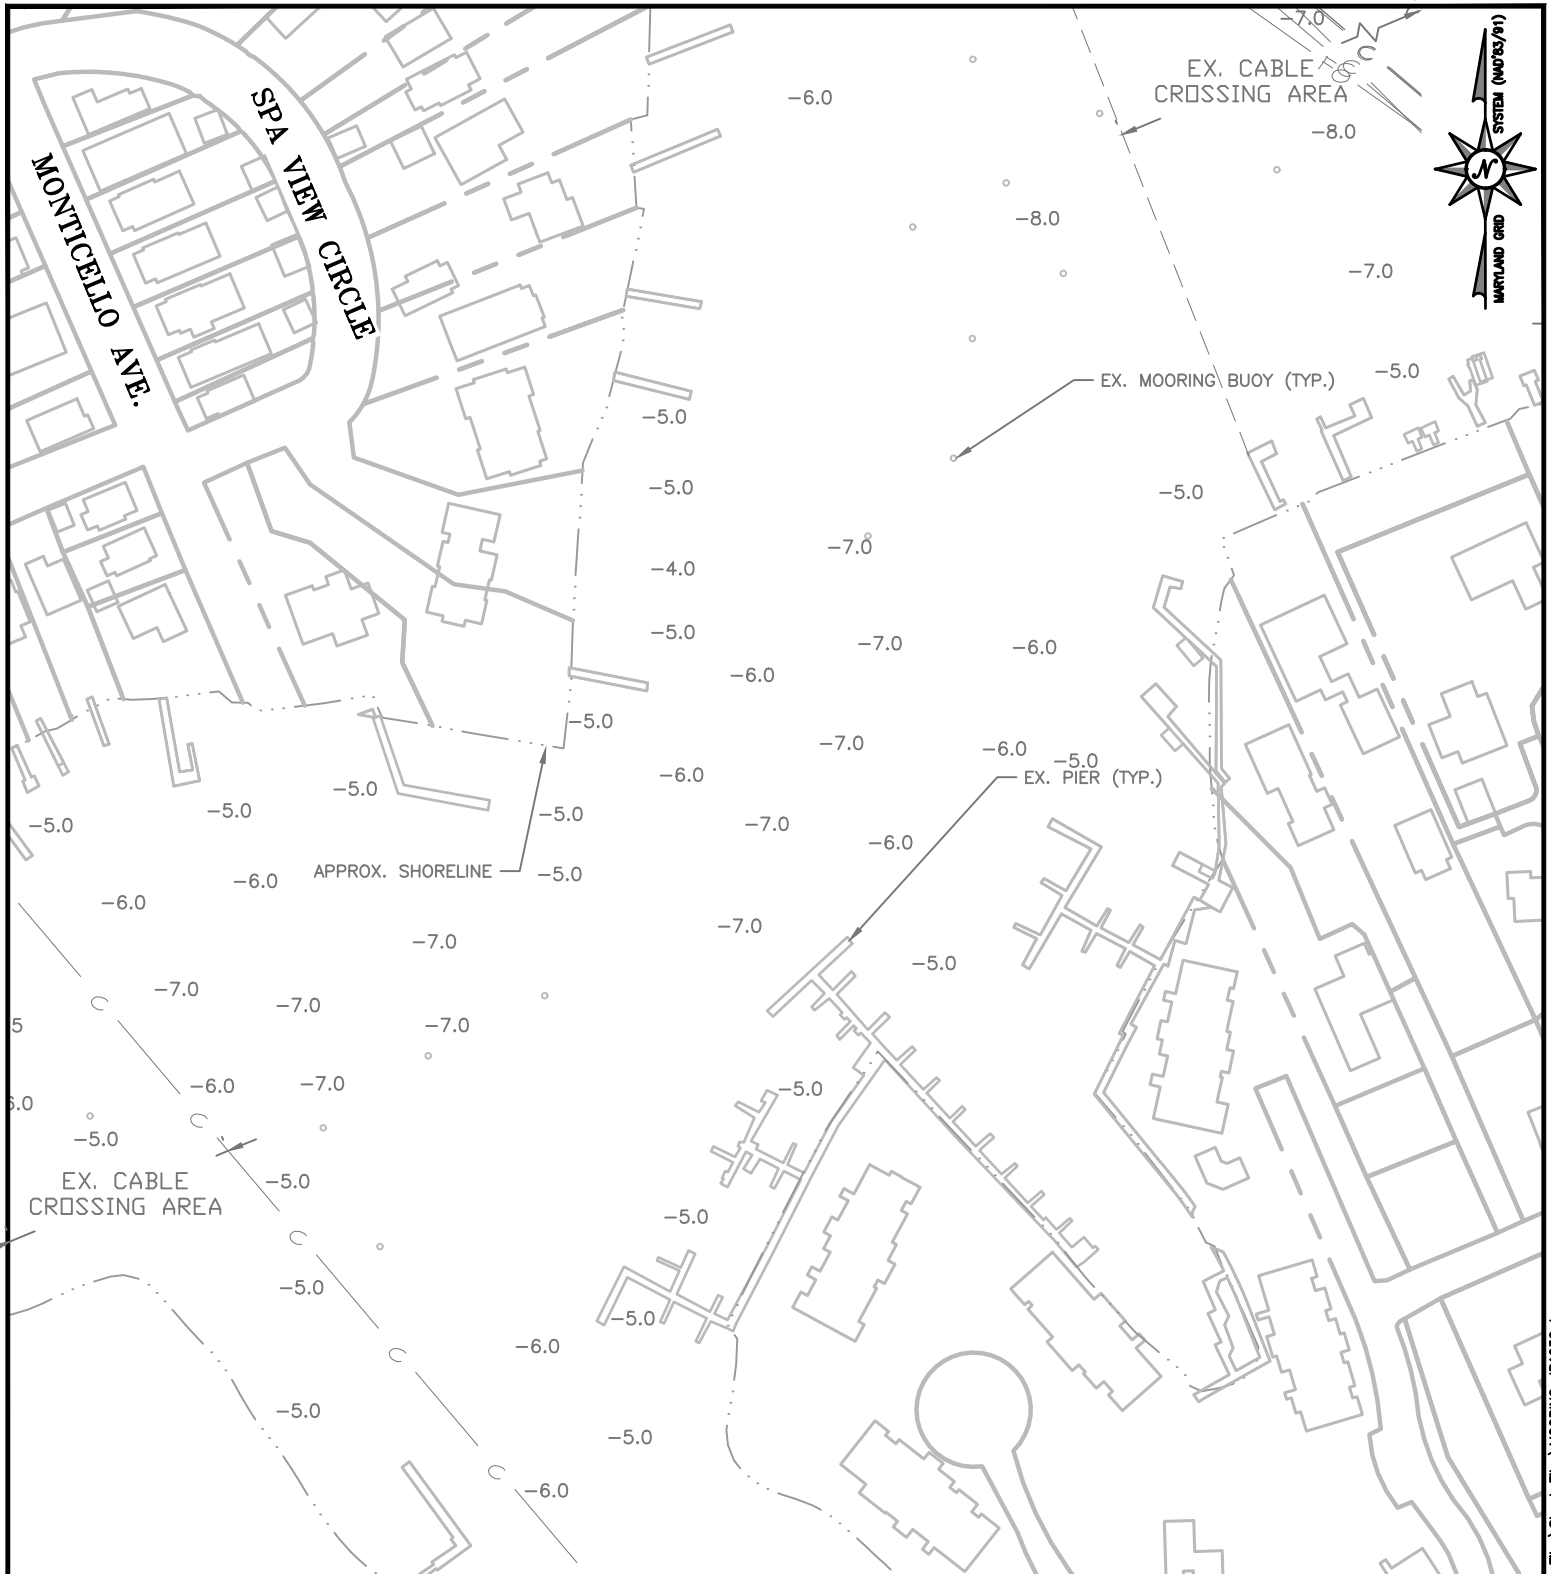 -7.0
N
C
EX. CABLE
CROSSING AREA
-6.0
-8.0
SYSTEM (NAD'83/91)
N
MARYLAND GRID
SPA VIEW CIRCLE
MONTICELLO AVE.
-8.0
-7.0
EX. MOORING BUOY (TYP.)
-5.0
-5.0
-5.0
-5.0
-7.0
-4.0
-5.0
-7.0
-6.0
-6.0
-5.0
-7.0
-6.0
-5.0
-6.0
EX. PIER (TYP.)
-5.0
-5.0
-5.0
-5.0
-7.0
-6.0
APPROX. SHORELINE
-5.0
-6.0
-6.0
-7.0
-7.0
-5.0
-7.0
C
-7.0
-7.0
5
-6.0
-7.0
-5.0
C
-5.0
EX. CABLE
CROSSING AREA
-5.0
-5.0
C
-5.0
-5.0
-6.0
C
-5.0
-5.0
C
-6.0